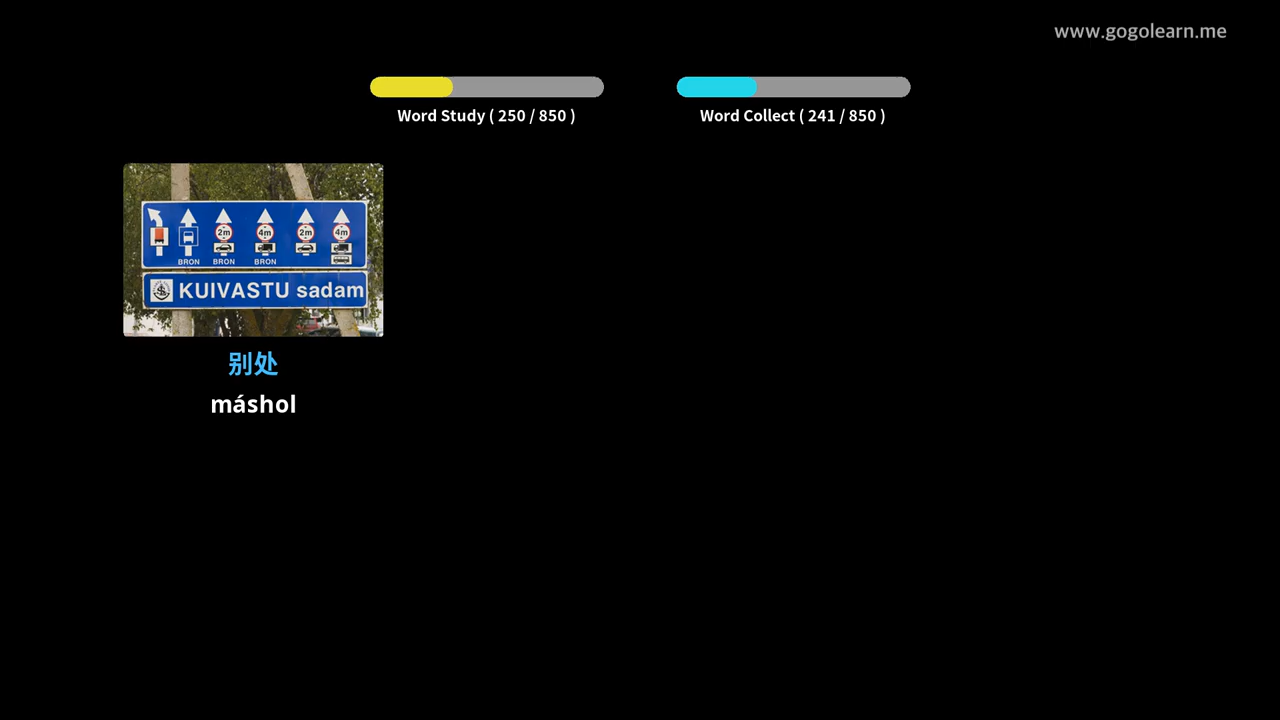 www.gogolearn.me
Word Study ( 250 / 850 )
Word Collect ( 241 / 850 )
2m 4m 2m 4m
BRON BRON BRON
KUIVASTU sadam
别处
máshol